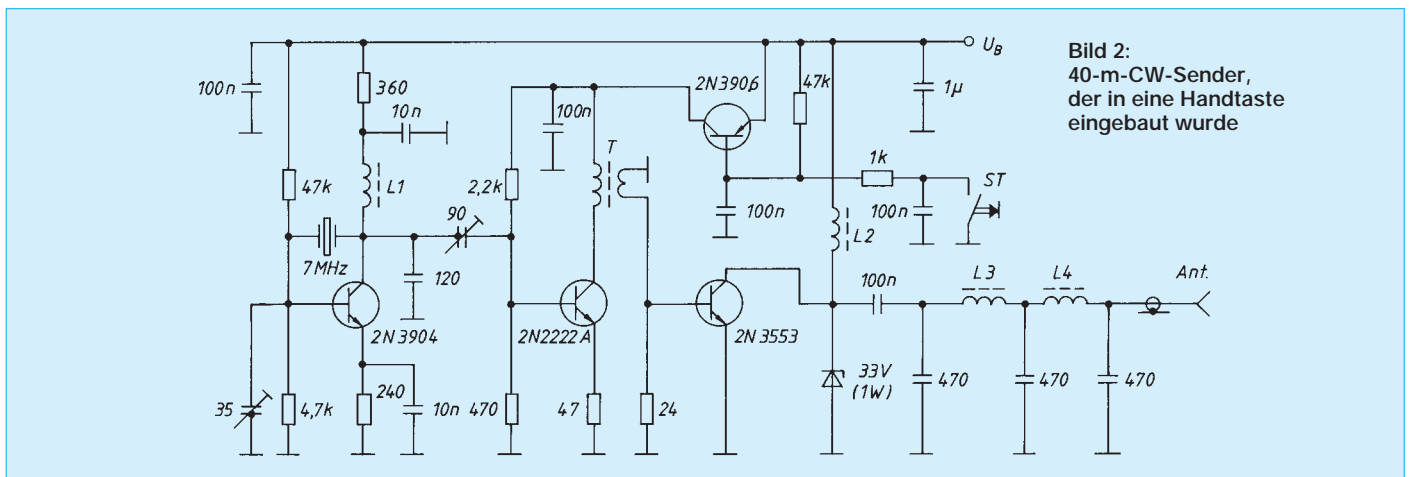 Bild 2:
40-m-CW-Sender,
der in eine Handtaste
eingebaut wurde
U_B
100n
360
10n
2N3906
47k
1µ
100n
T
1k
ST
47k
L1
2,2k
100n
100n
90
L2
7MHz
120
100n
L3
L4
Ant.
2N3904
2N2222A
2N3553
33V
(1W)
470
470
470
35
4,7k
240
10n
470
47
24